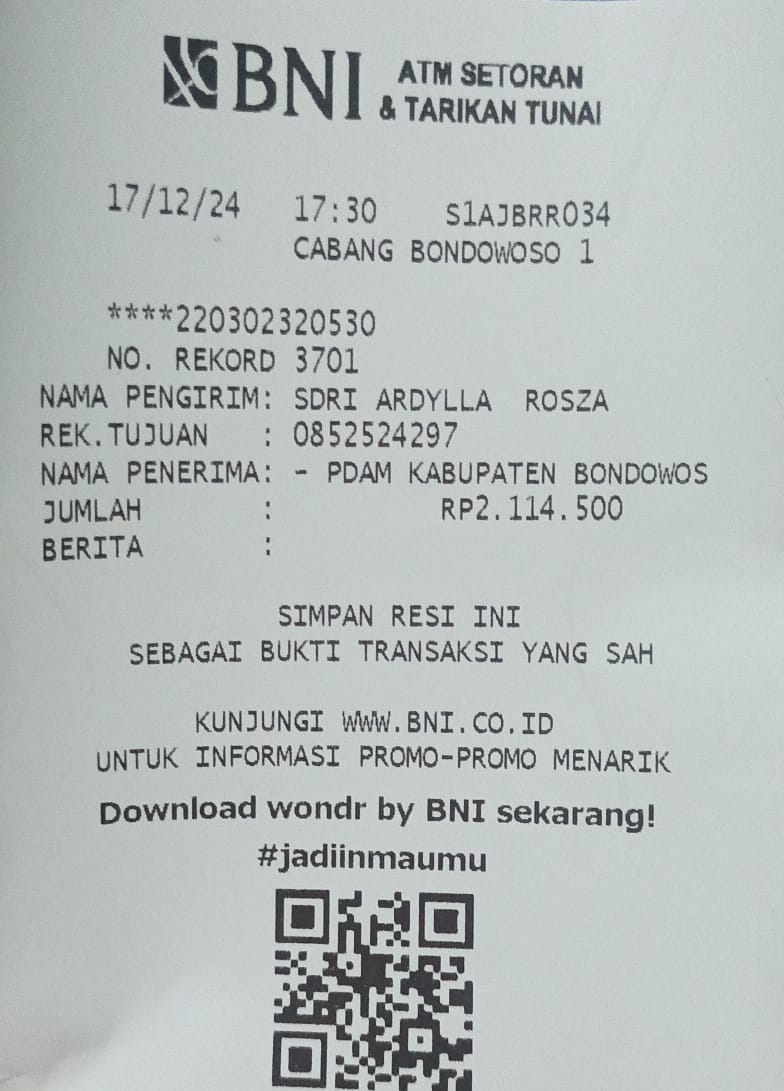 BNI ATM SETORAN
& TARIKAN TUNAI
17/12/24 17:30 S1AJBRR034
CABANG BONDOWOSO 1
****220302320530
NO. REKORD 3701
NAMA PENGIRIM: SDRI ARDYLLA ROSZA
REK.TUJUAN : 0852524297
NAMA PENERIMA: - PDAM KABUPATEN BONDOWOS
JUMLAH : RP2.114.500
BERITA :
SIMPAN RESI INI
SEBAGAI BUKTI TRANSAKSI YANG SAH
KUNJUNGI WWW.BNI.CO.ID
UNTUK INFORMASI PROMO-PROMO MENARIK
Download wondr by BNI sekarang!
#jadiinmaumu